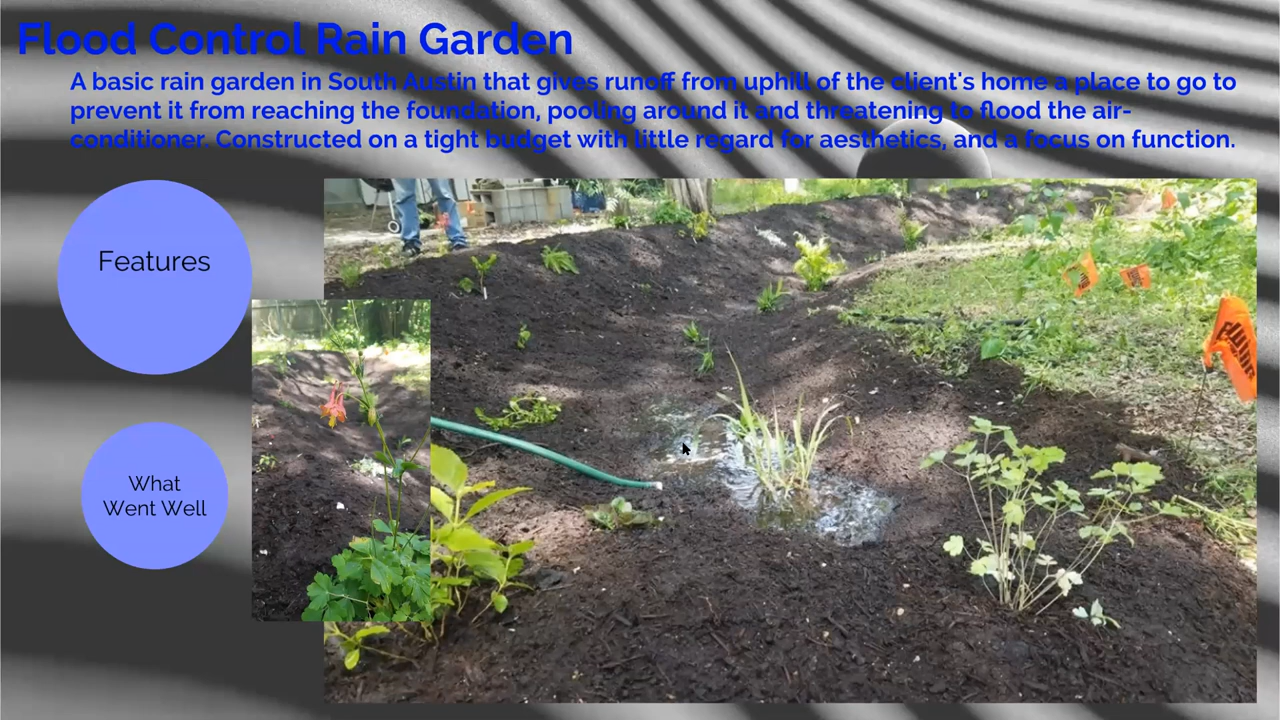 Flood Control Rain Garden
A basic rain garden in South Austin that gives runoff from uphill of the client's home a place to go to
prevent it from reaching the foundation, pooling around it and threatening to flood the air-
conditioner. Constructed on a tight budget with little regard for aesthetics, and a focus on function.
Features
What
Went Well